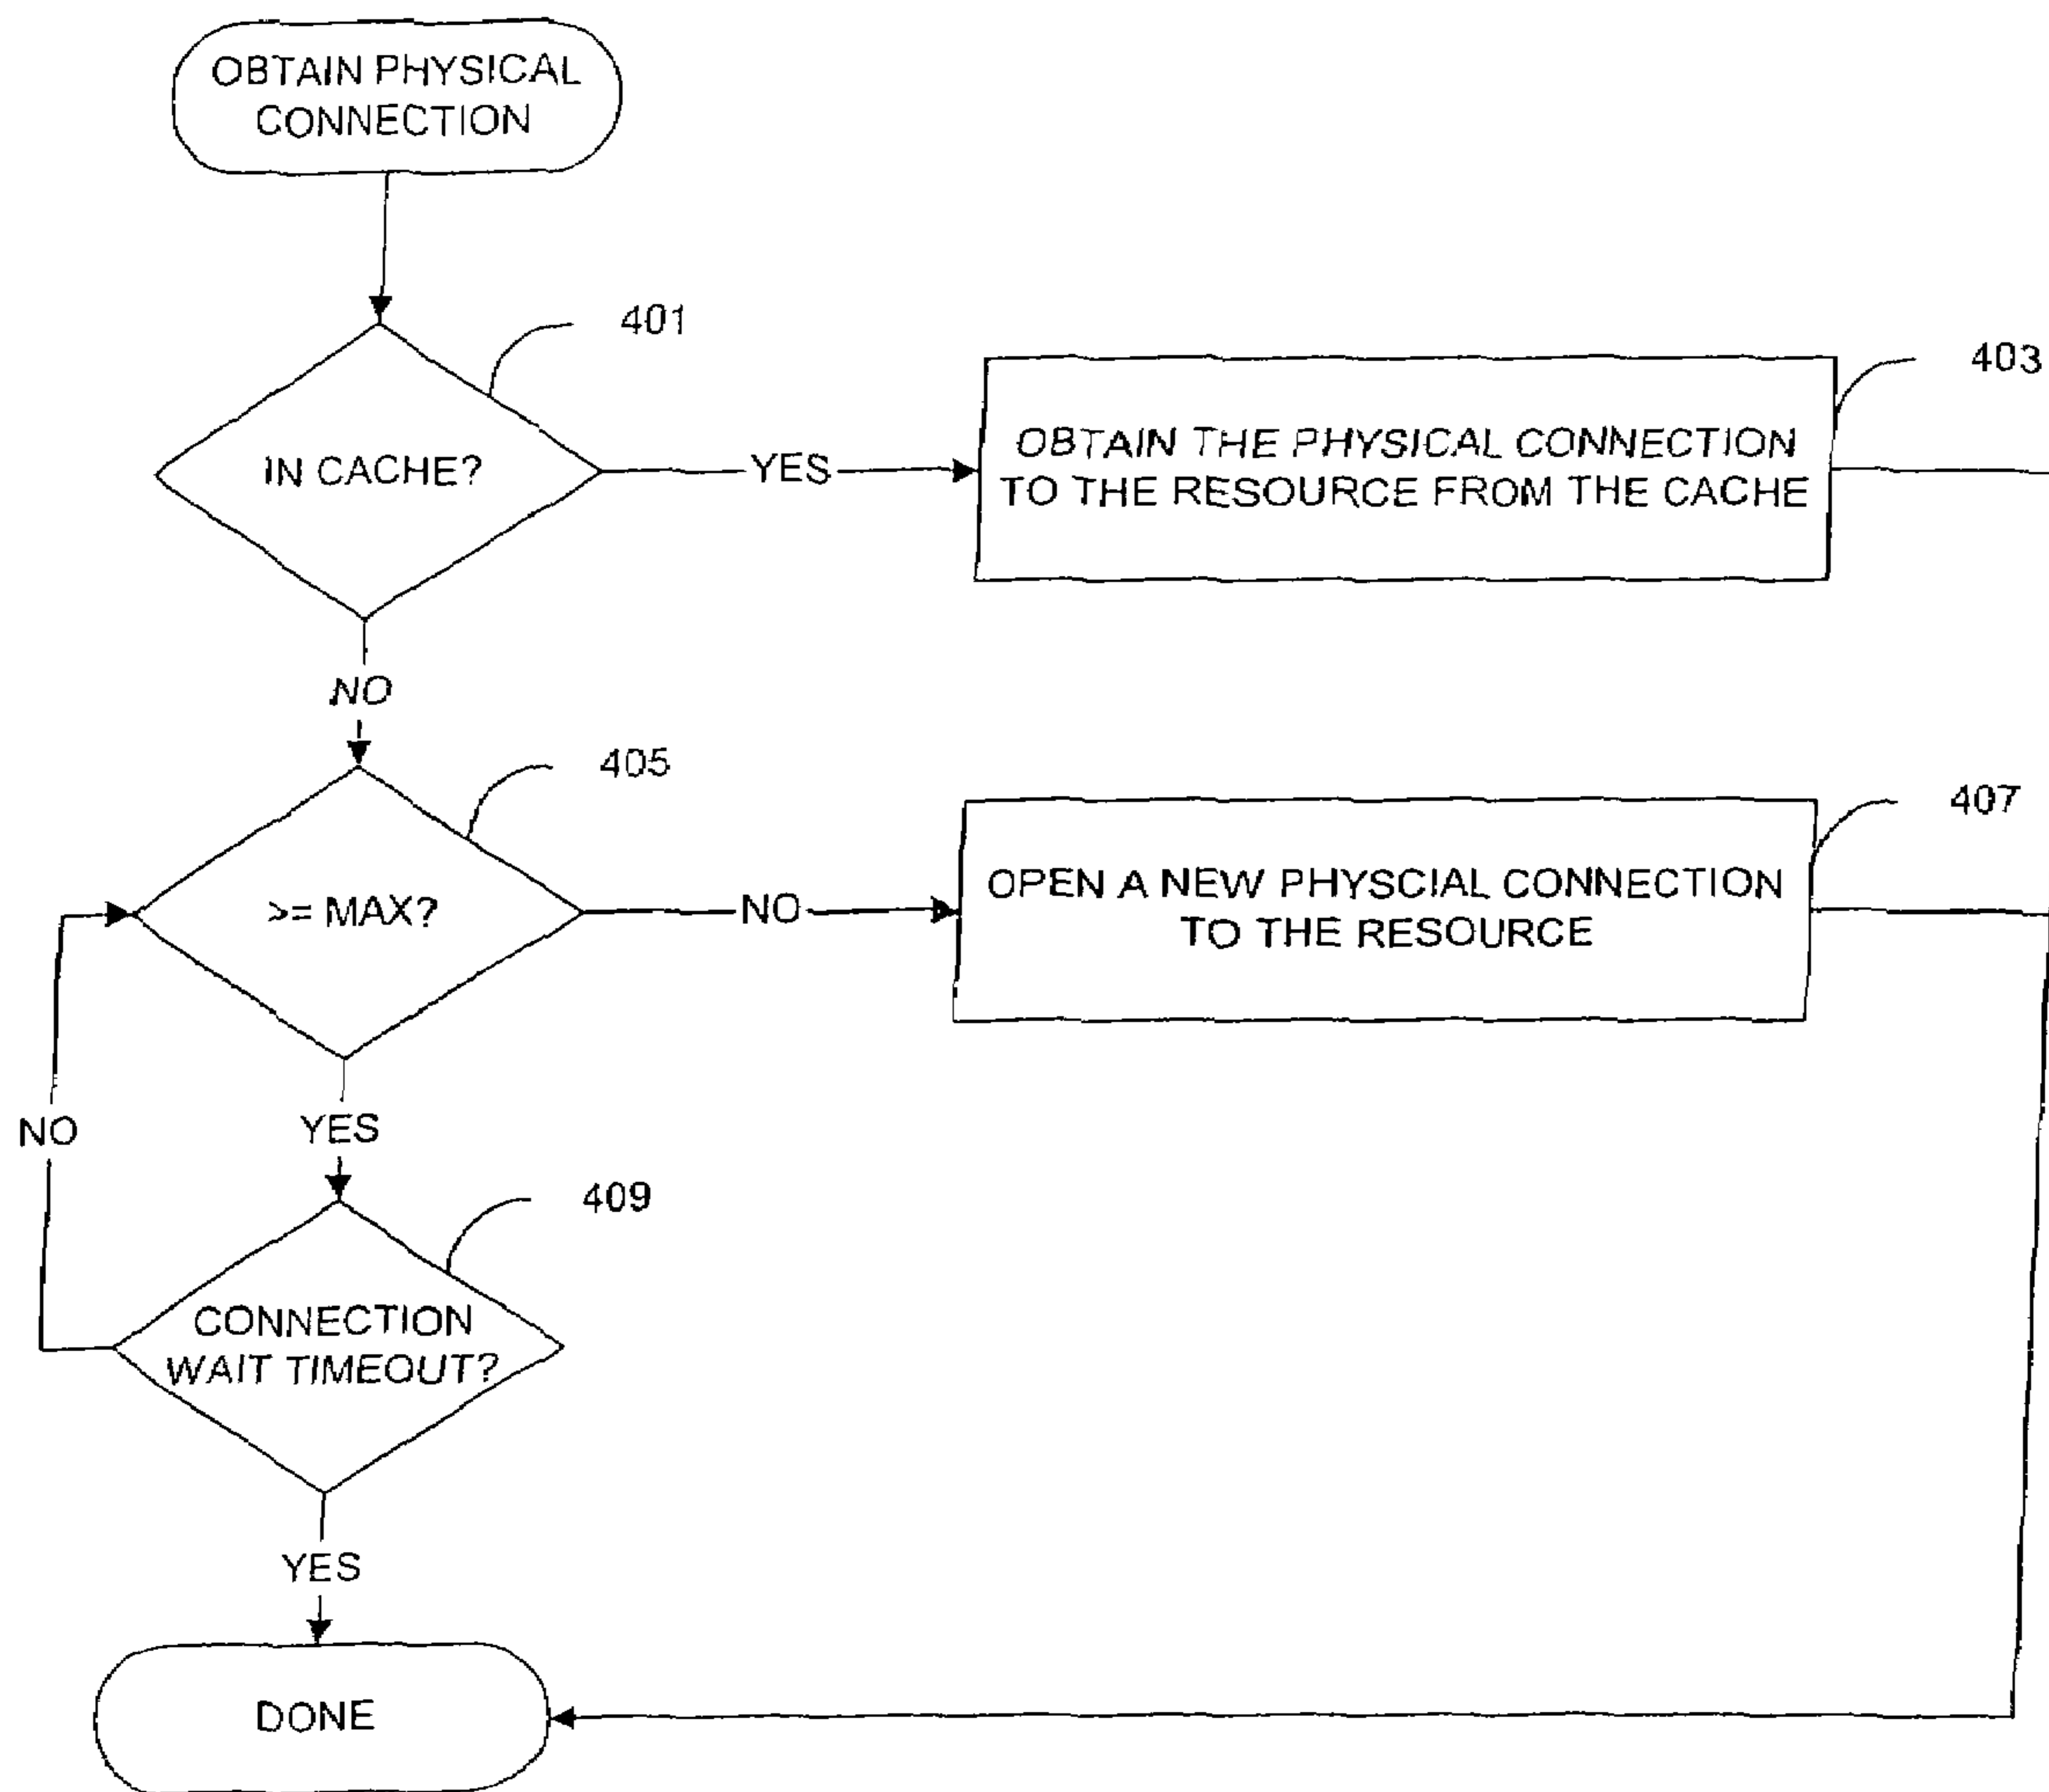 OBTAIN PHYSICAL
CONNECTION
401
IN CACHE?
YES
403
OBTAIN THE PHYSICAL CONNECTION
TO THE RESOURCE FROM THE CACHE
NO
405
>= MAX?
NO
407
OPEN A NEW PHYSCIAL CONNECTION
TO THE RESOURCE
NO
YES
409
CONNECTION
WAIT TIMEOUT?
YES
DONE